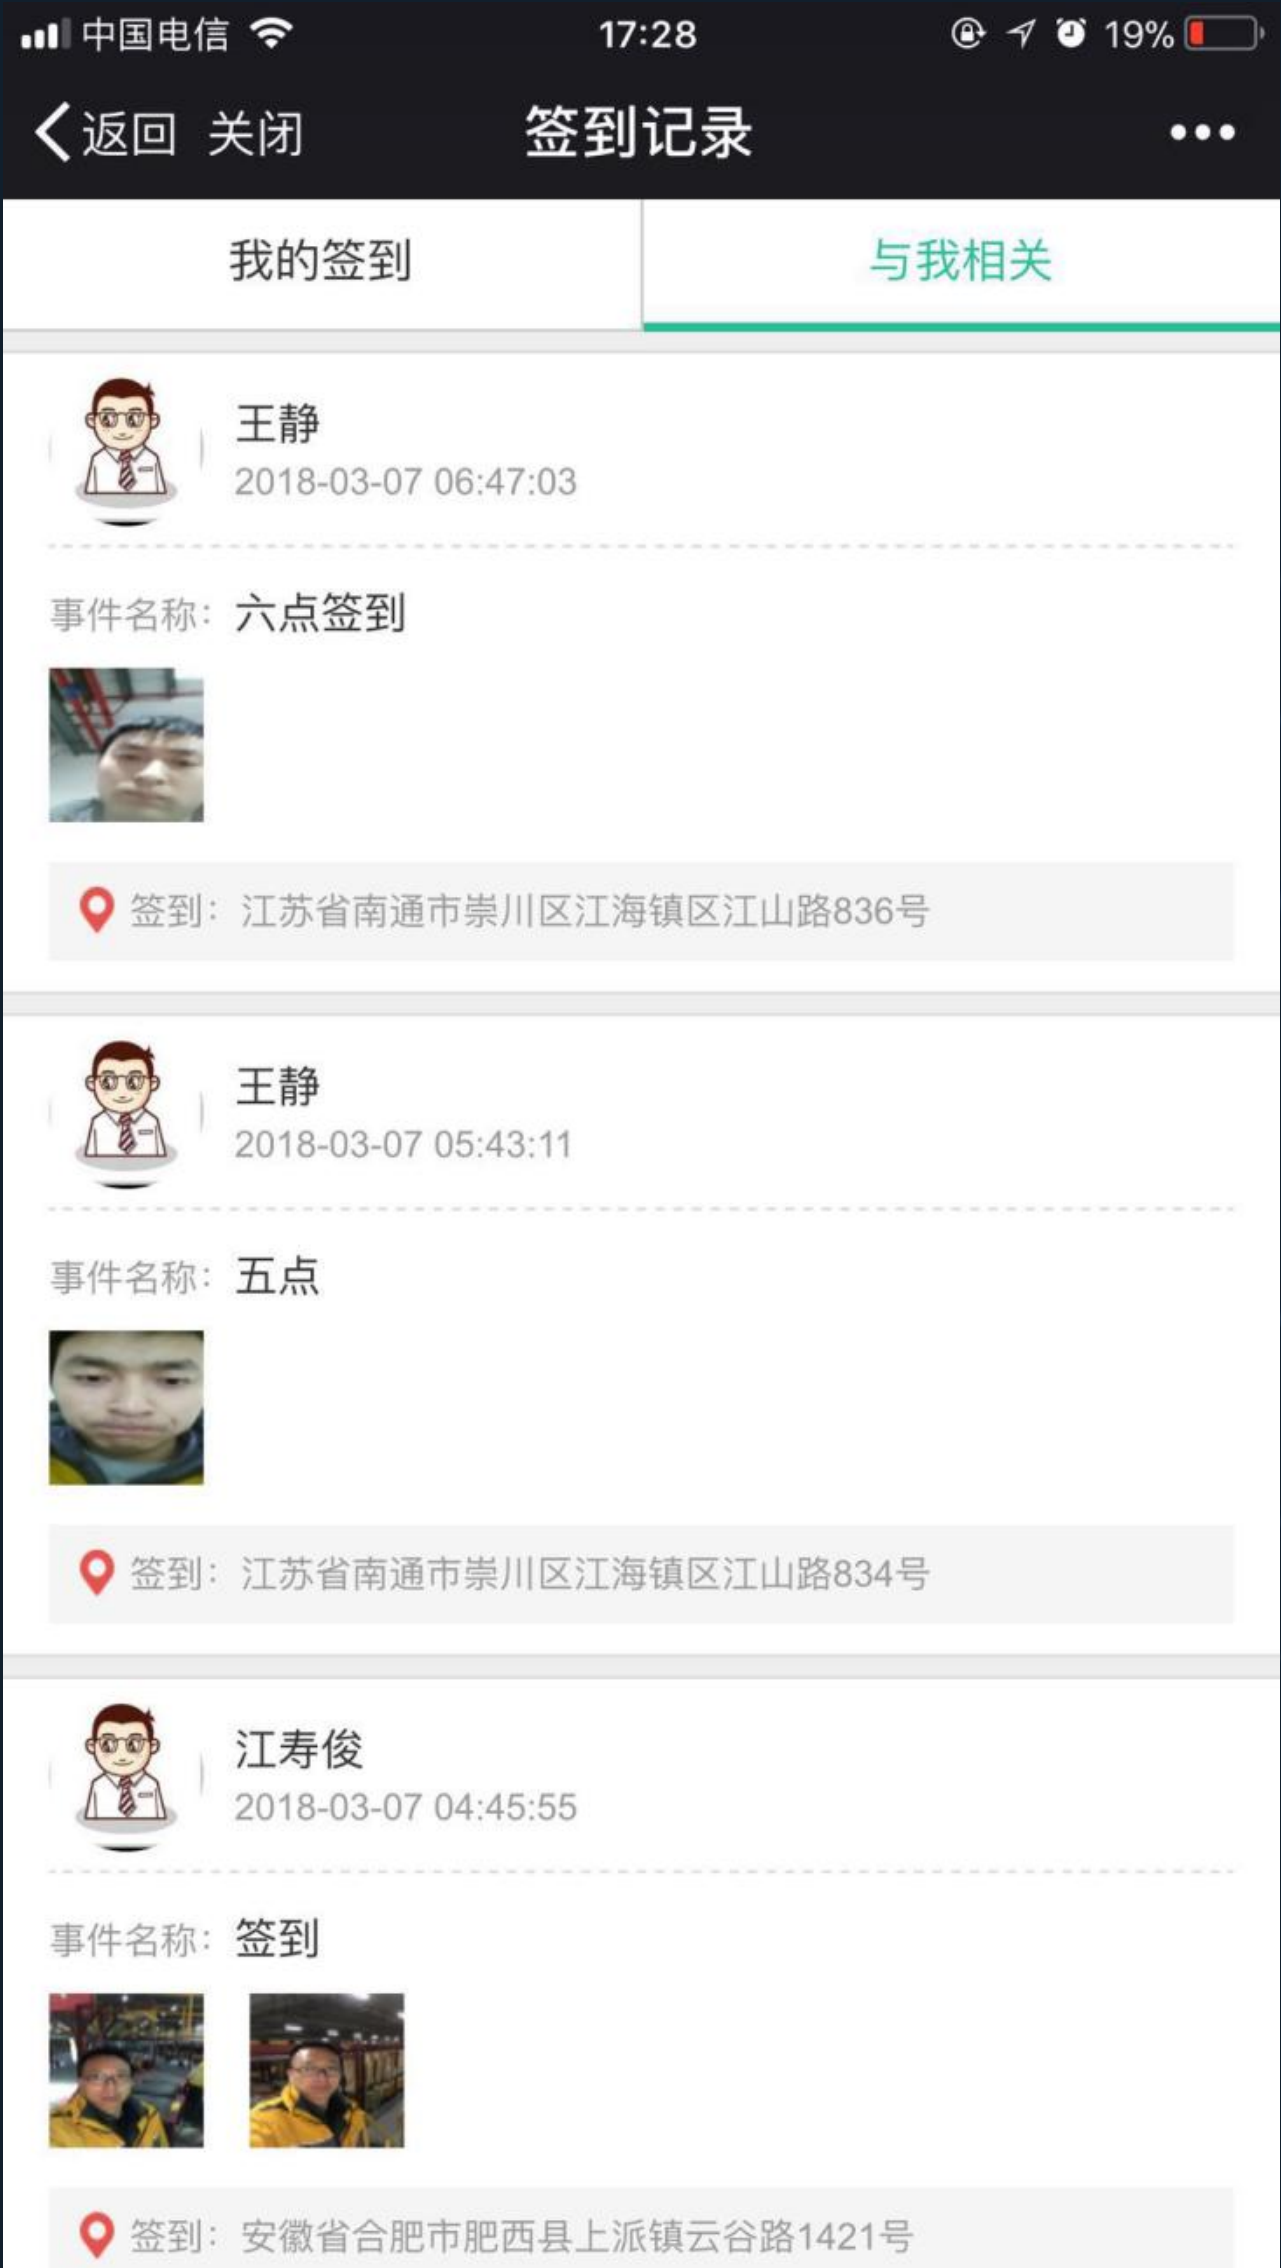 中国电信 17:28 19%
返回 关闭 签到记录
我的签到 与我相关
王静
2018-03-07 06:47:03
事件名称：六点签到
签到：江苏省南通市崇川区江海镇区江山路836号
王静
2018-03-07 05:43:11
事件名称：五点
签到：江苏省南通市崇川区江海镇区江山路834号
江寿俊
2018-03-07 04:45:55
事件名称：签到
签到：安徽省合肥市肥西县上派镇云谷路1421号